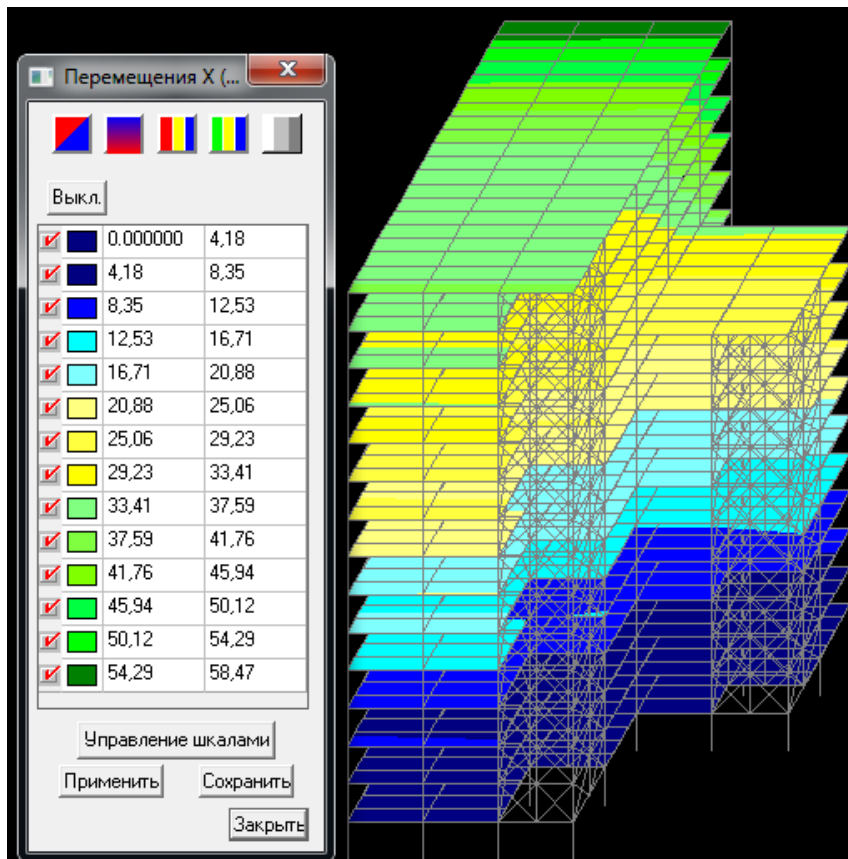 Перемещения X (...
Выкл.
0.000000 4,18
4,18 8,35
8,35 12,53
12,53 16,71
16,71 20,88
20,88 25,06
25,06 29,23
29,23 33,41
33,41 37,59
37,59 41,76
41,76 45,94
45,94 50,12
50,12 54,29
54,29 58,47
Управление шкалами
Применить Сохранить
Закрыть